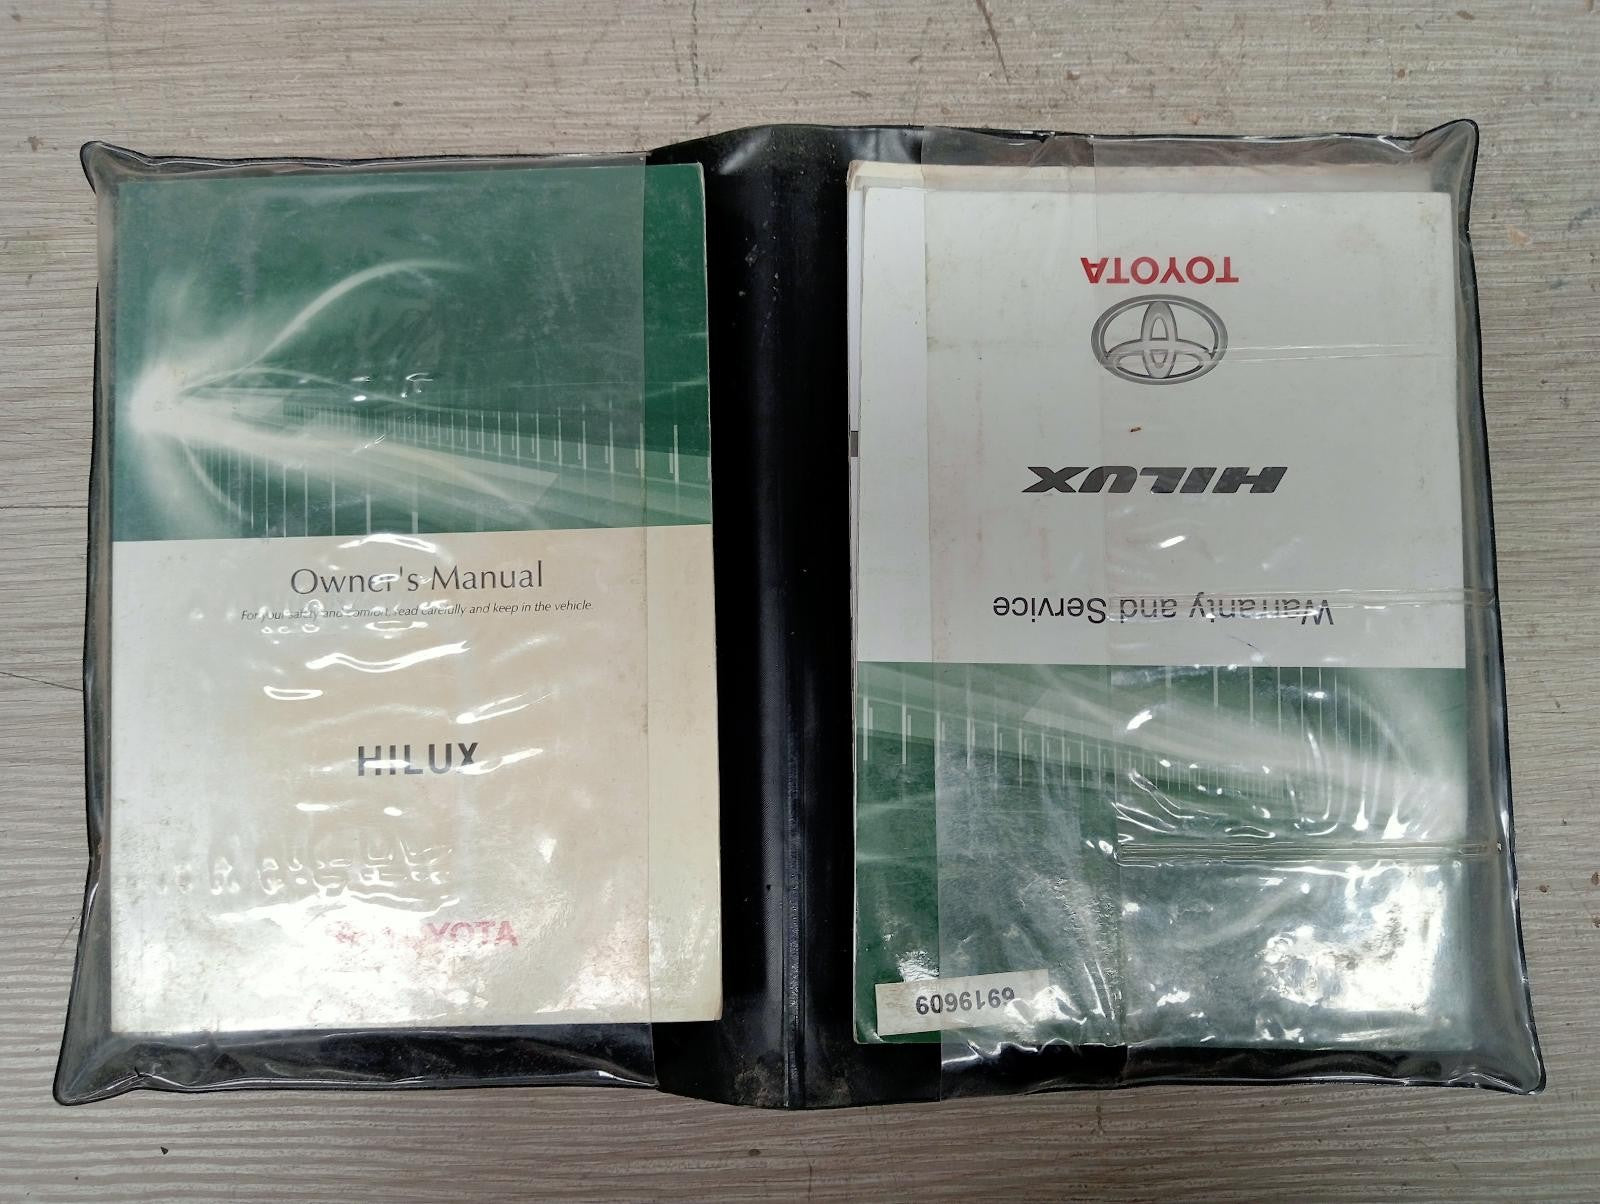 Owner's Manual
For your safety and comfort, read carefully and keep in the vehicle.
HILUX
TOYOTA
TOYOTA
HILUX
Warranty and Service
6919609